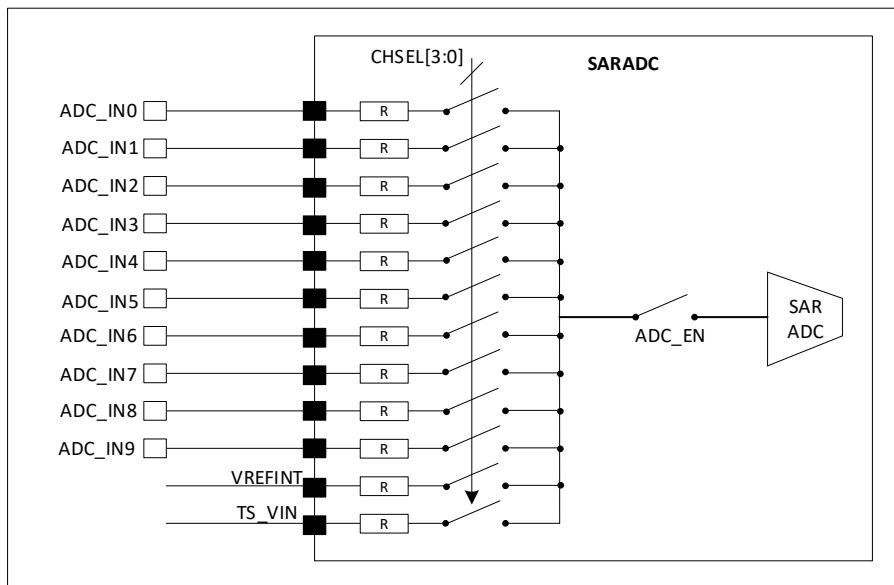 CHSEL[3:0]
SARADC
ADC_IN0
R
ADC_IN1
R
ADC_IN2
R
ADC_IN3
R
ADC_IN4
R
ADC_IN5
R
SAR
ADC
ADC_IN6
R
ADC_EN
ADC_IN7
R
ADC_IN8
R
ADC_IN9
R
VREFINT
R
TS_VIN
R